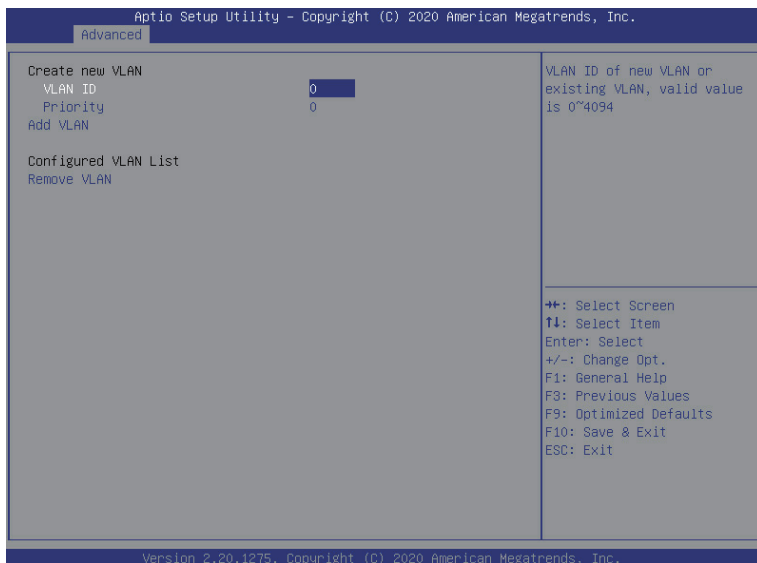 Aptio Setup Utility – Copyright (C) 2020 American Megatrends, Inc.
Advanced
Create new VLAN
VLAN ID 0
Priority 0
Add VLAN
Configured VLAN List
Remove VLAN
VLAN ID of new VLAN or
existing VLAN, valid value
is 0~4094
→←: Select Screen
↑↓: Select Item
Enter: Select
+/-: Change Opt.
F1: General Help
F3: Previous Values
F9: Optimized Defaults
F10: Save & Exit
ESC: Exit
Version 2.20.1275. Copyright (C) 2020 American Megatrends, Inc.